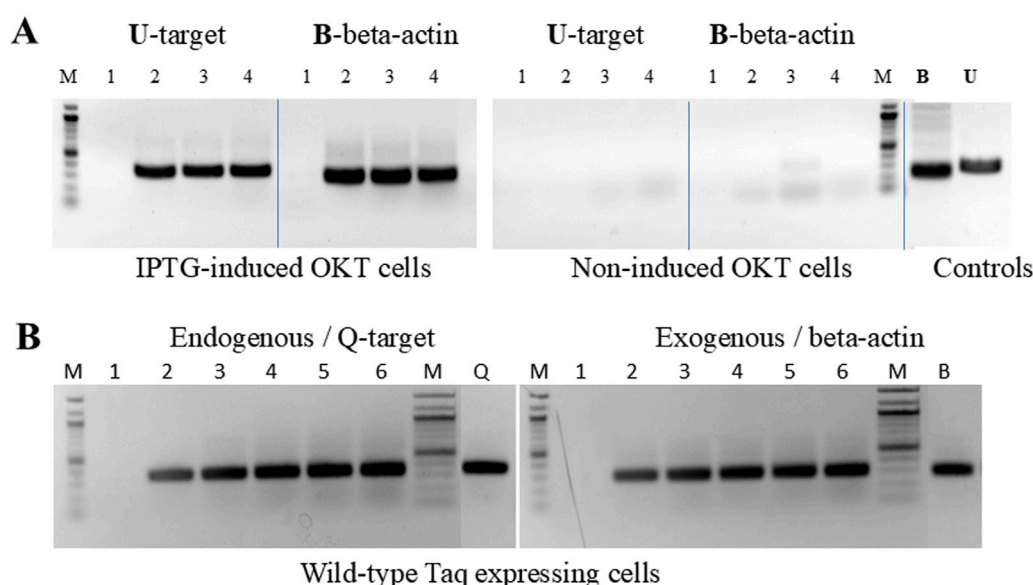 A
U-target B-beta-actin U-target B-beta-actin
M 1 2 3 4 1 2 3 4 1 2 3 4 1 2 3 4 M B U
IPTG-induced OKT cells Non-induced OKT cells Controls
B
Endogenous / Q-target Exogenous / beta-actin
M 1 2 3 4 5 6 M Q M 1 2 3 4 5 6 M B
Wild-type Taq expressing cells